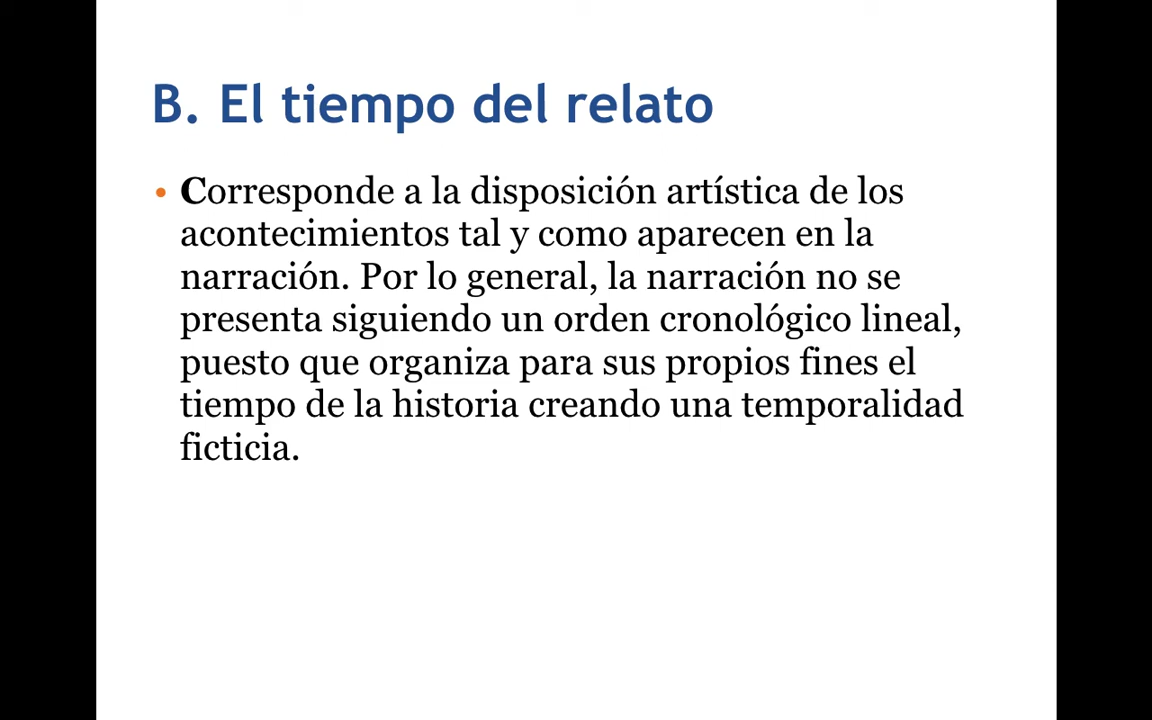 B. El tiempo del relato
• Corresponde a la disposición artística de los
acontecimientos tal y como aparecen en la
narración. Por lo general, la narración no se
presenta siguiendo un orden cronológico lineal,
puesto que organiza para sus propios fines el
tiempo de la historia creando una temporalidad
ficticia.